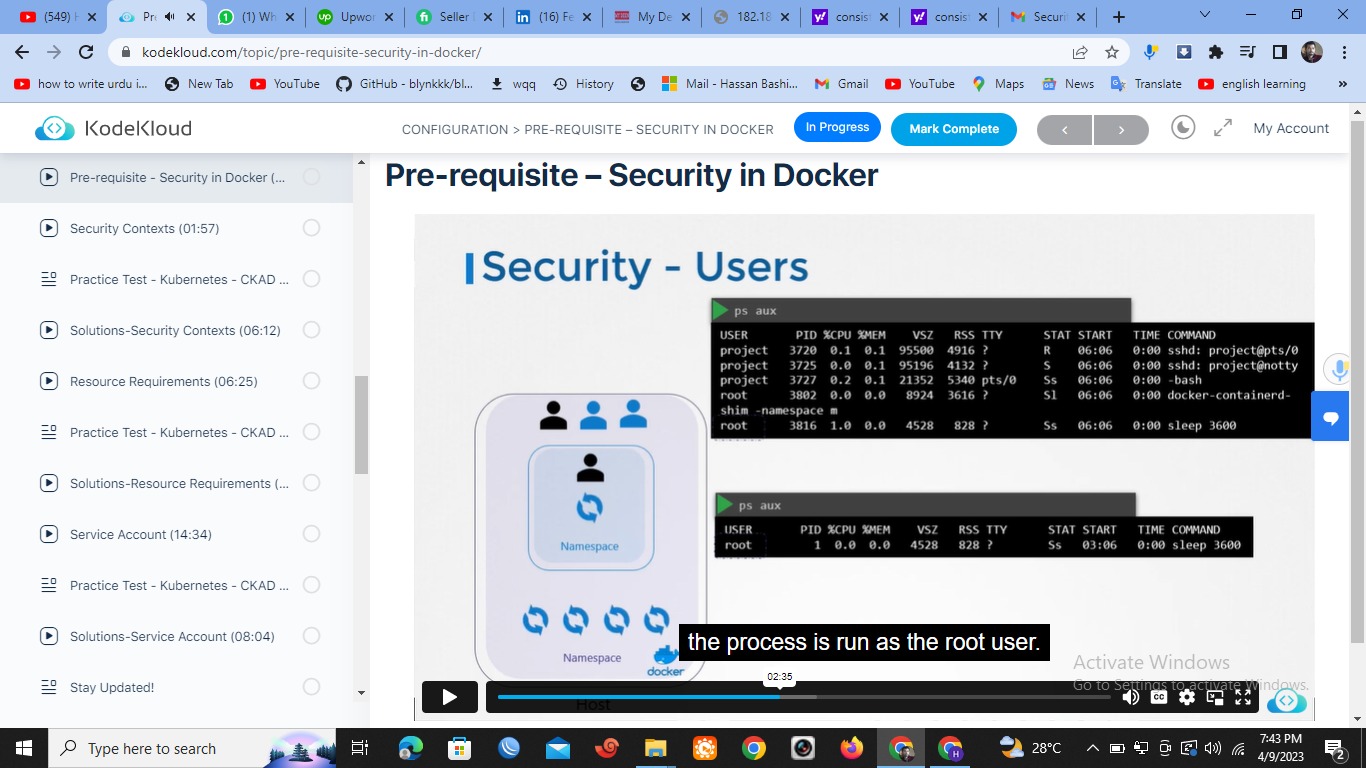 (549) H
Pre
(1) Wh
Upwor
Seller
(16) Fe
My De
182.18
consist
consist
Securit
kodekloud.com/topic/pre-requisite-security-in-docker/
how to write urdu i...
New Tab
YouTube
GitHub - blynkkk/bl...
wqq
History
Mail - Hassan Bashi...
Gmail
YouTube
Maps
News
Translate
english learning
»
KodeKloud
CONFIGURATION > PRE-REQUISITE – SECURITY IN DOCKER
In Progress
Mark Complete
<
>
My Account
Pre-requisite - Security in Docker (...
Security Contexts (01:57)
Practice Test - Kubernetes - CKAD ...
Solutions-Security Contexts (06:12)
Resource Requirements (06:25)
Practice Test - Kubernetes - CKAD ...
Solutions-Resource Requirements (...
Service Account (14:34)
Practice Test - Kubernetes - CKAD ...
Solutions-Service Account (08:04)
Stay Updated!
Pre-requisite – Security in Docker
Security - Users
ps aux
USER PID %CPU %MEM VSZ RSS TTY STAT START TIME COMMAND
project 3720 0.1 0.1 95500 4916 ? R 06:06 0:00 sshd: project@pts/0
project 3725 0.0 0.1 95196 4132 ? S 06:06 0:00 sshd: project@notty
project 3727 0.2 0.1 21352 5340 pts/0 Ss 06:06 0:00 -bash
root 3802 0.0 0.0 8924 3616 ? Sl 06:06 0:00 docker-containerd-
shim -namespace m
root 3816 1.0 0.0 4528 828 ? Ss 06:06 0:00 sleep 3600
ps aux
USER PID %CPU %MEM VSZ RSS TTY STAT START TIME COMMAND
root 1 0.0 0.0 4528 828 ? Ss 03:06 0:00 sleep 3600
Namespace
Namespace
docker
Host
the process is run as the root user.
02:35
CC
Activate Windows
Go to Settings to activate Windows.
Type here to search
H
28°C
7:43 PM
4/9/2023
2